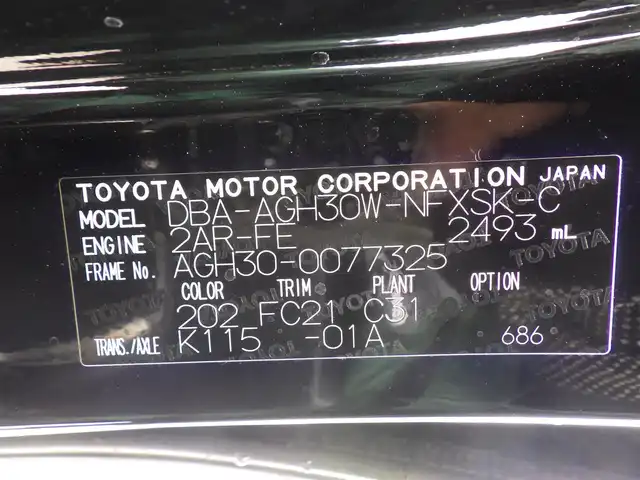 TOYOTA MOTOR CORPORATION JAPAN
MODEL DBA-AGH30W-NFXSK-C
ENGINE 2AR-FE 2493 mL
FRAME No. AGH30-0077325
COLOR TRIM PLANT OPTION
202 FC21 C31
TRANS./AXLE K115 -01A 686